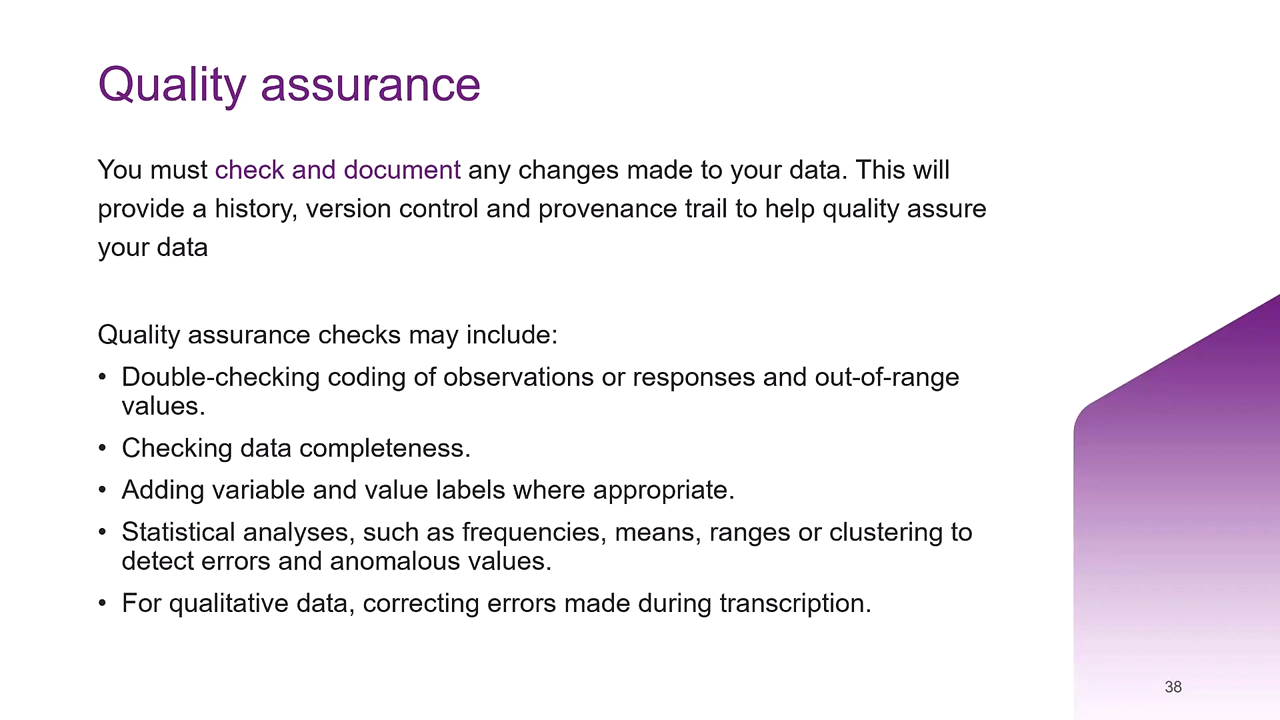 Quality assurance
You must check and document any changes made to your data. This will
provide a history, version control and provenance trail to help quality assure
your data
Quality assurance checks may include:
• Double-checking coding of observations or responses and out-of-range
values.
• Checking data completeness.
• Adding variable and value labels where appropriate.
• Statistical analyses, such as frequencies, means, ranges or clustering to
detect errors and anomalous values.
• For qualitative data, correcting errors made during transcription.
38